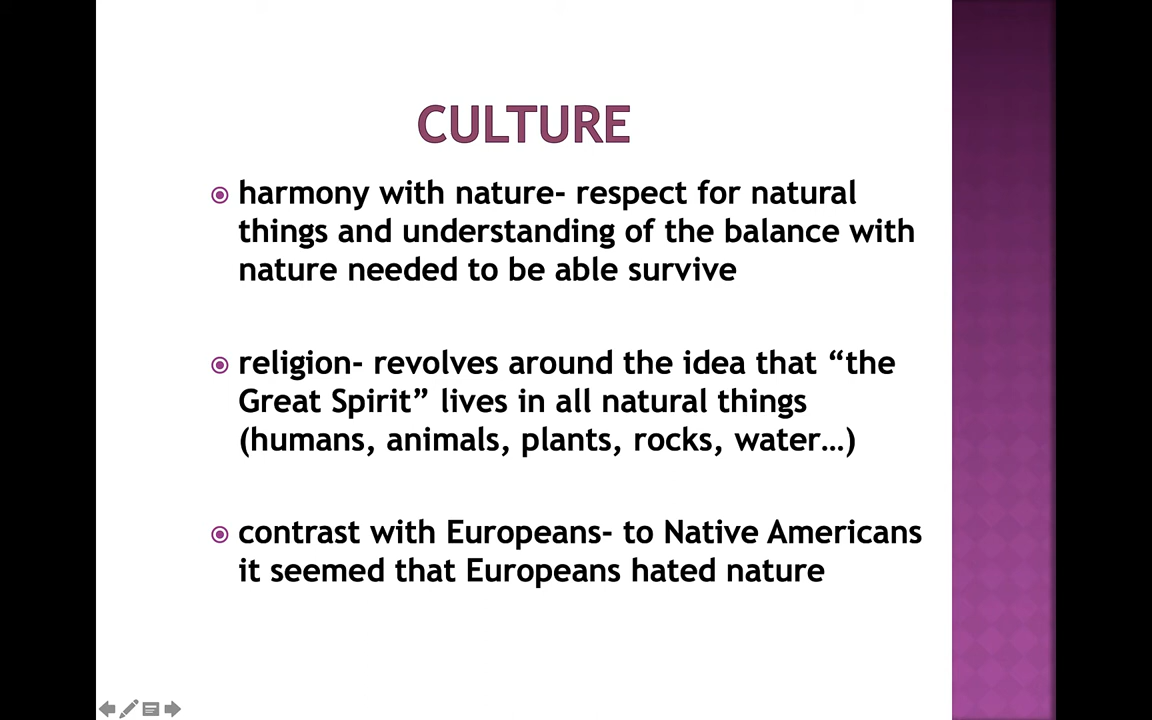 CULTURE
harmony with nature- respect for natural
things and understanding of the balance with
nature needed to be able survive
religion- revolves around the idea that “the
Great Spirit” lives in all natural things
(humans, animals, plants, rocks, water…)
contrast with Europeans- to Native Americans
it seemed that Europeans hated nature